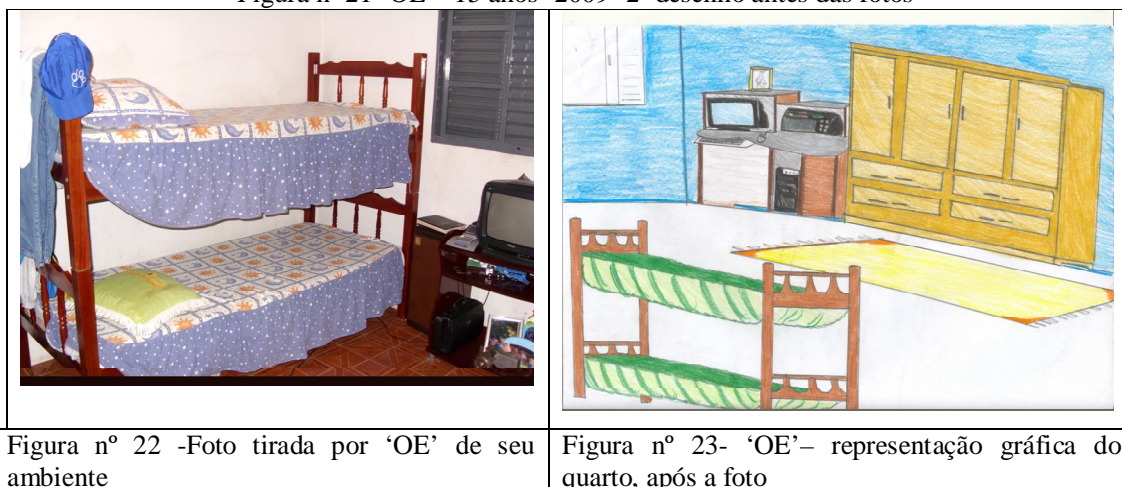 Figura nº 21 'OE' - 13 anos -2009- 2º desenho antes das fotos
Figura nº 22 -Foto tirada por 'OE' de seu
ambiente
Figura nº 23- 'OE'– representação gráfica do
quarto, após a foto